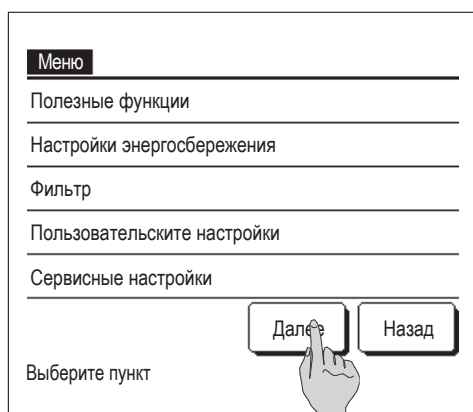 Меню
Полезные функции
Настройки энергосбережения
Фильтр
Пользовательските настройки
Сервисные настройки
Далее Назад
Выберите пункт